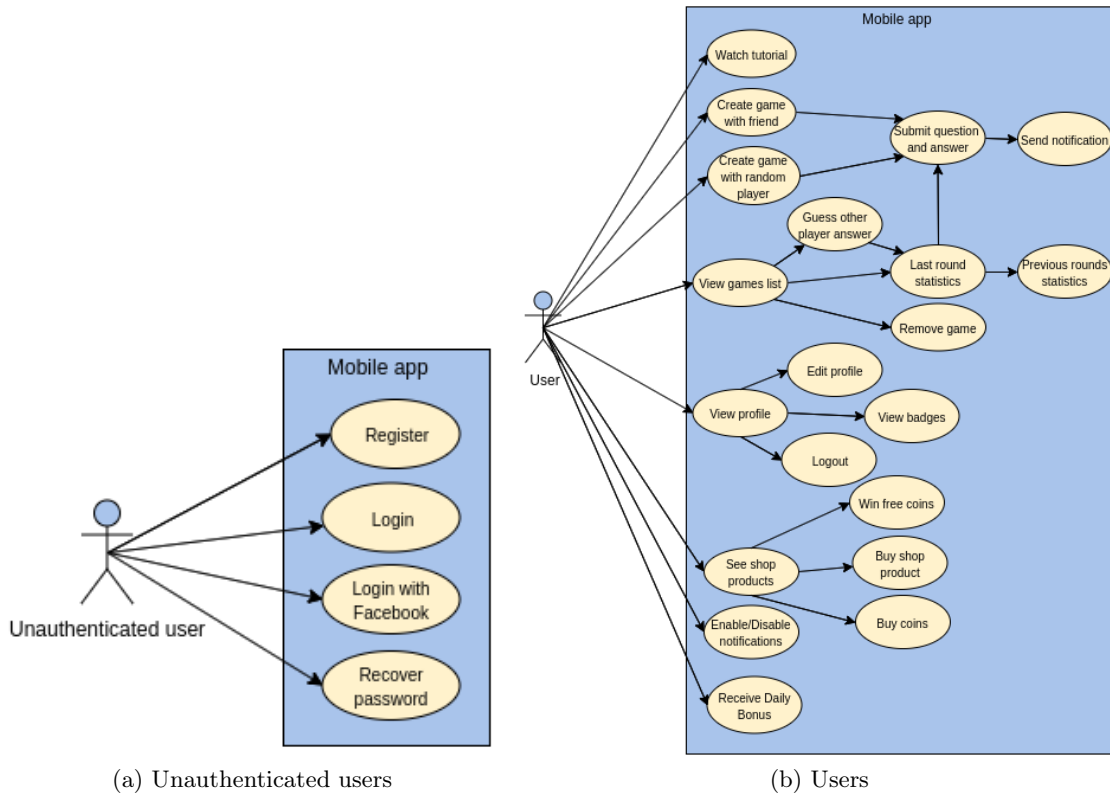 Mobile app
Register
Login
Login with
Facebook
Recover
password
Unauthenticated user
(a) Unauthenticated users
Mobile app
Watch tutorial
Create game
with friend
Submit question
and answer
Send notification
Create game
with random
player
Guess other
player answer
View games list
Last round
statistics
Previous rounds'
statistics
Remove game
User
Edit profile
View profile
View badges
Logout
Win free coins
See shop
products
Buy shop
product
Buy coins
Enable/Disable
notifications
Receive Daily
Bonus
(b) Users